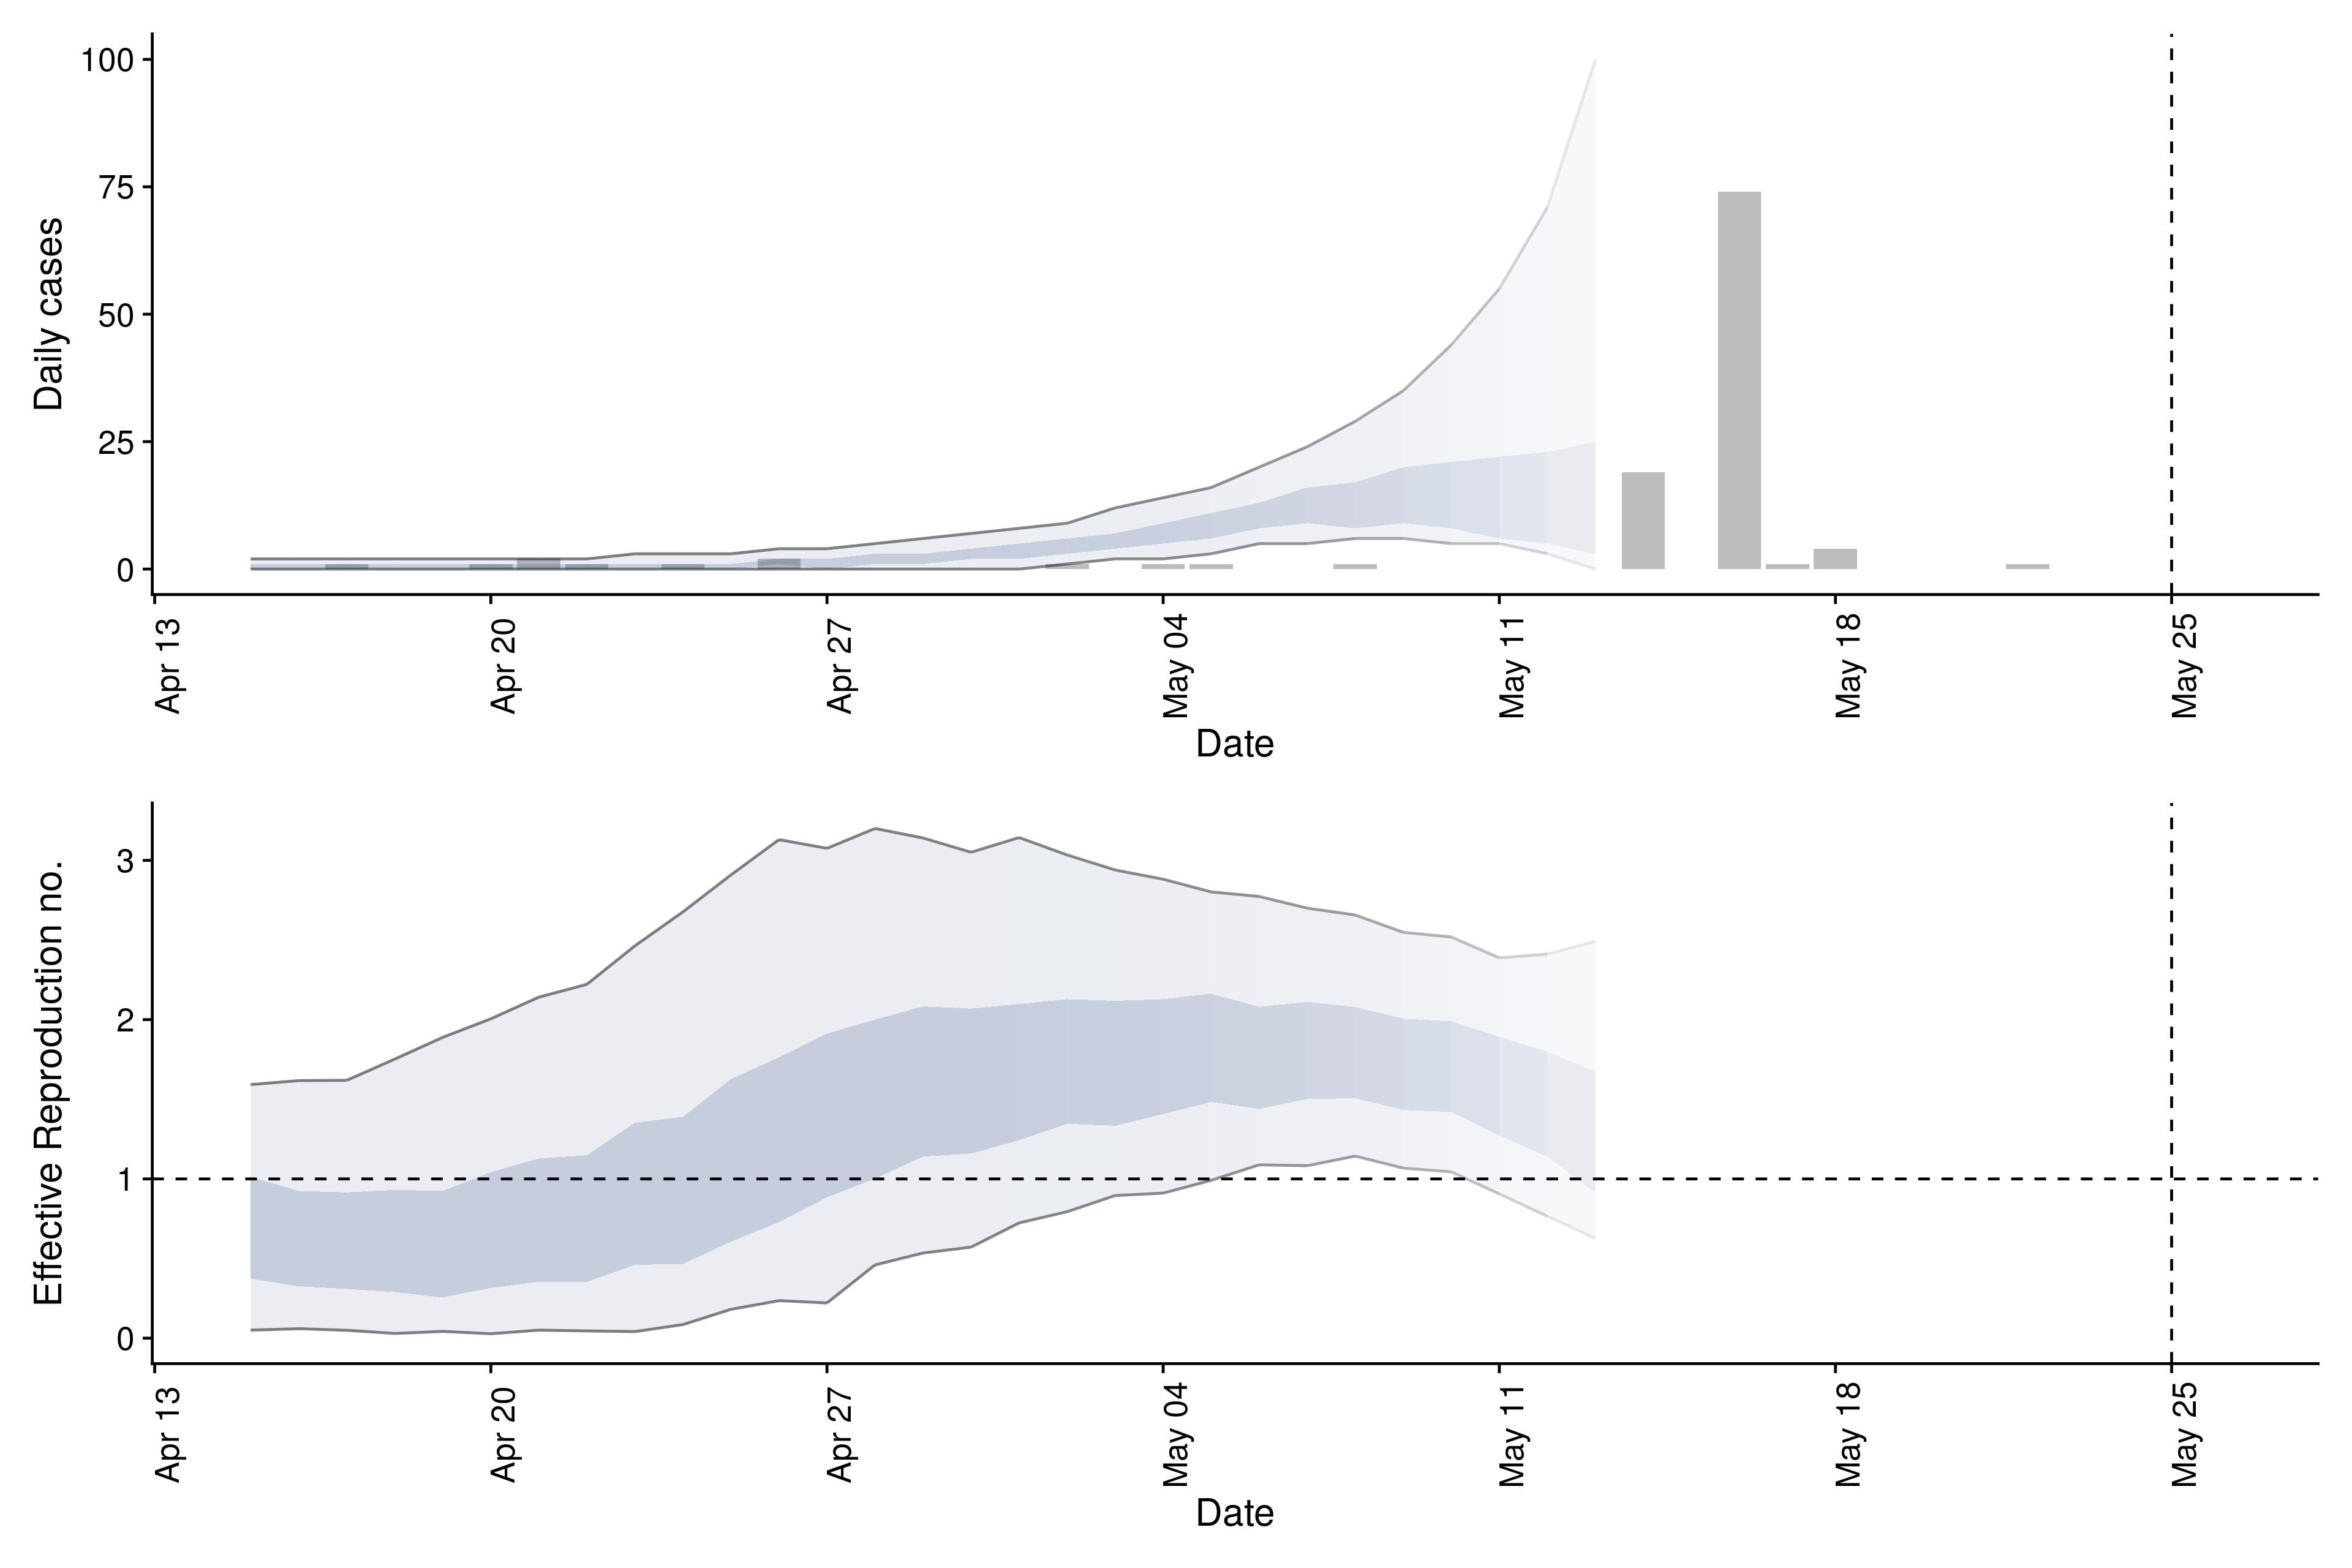 Daily cases
100
75
50
25
0
Apr 13
Apr 20
Apr 27
May 04
May 11
May 18
May 25
Date
Effective Reproduction no.
3
2
1
0
Apr 13
Apr 20
Apr 27
May 04
May 11
May 18
May 25
Date